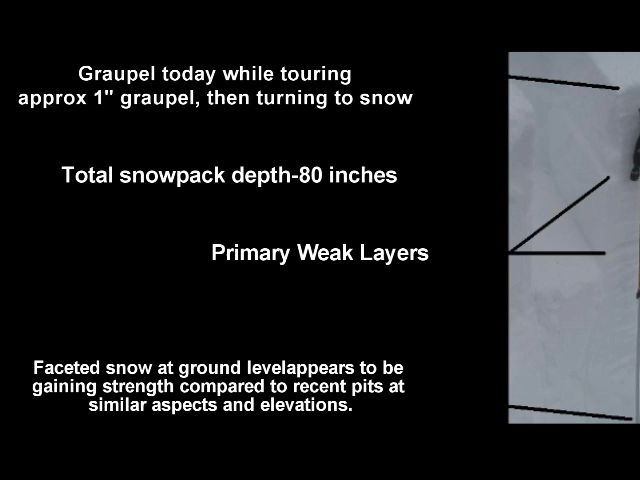 Graupel today while touring
approx 1" graupel, then turning to snow
Total snowpack depth-80 inches
Primary Weak Layers
Faceted snow at ground levelappears to be
gaining strength compared to recent pits at
similar aspects and elevations.